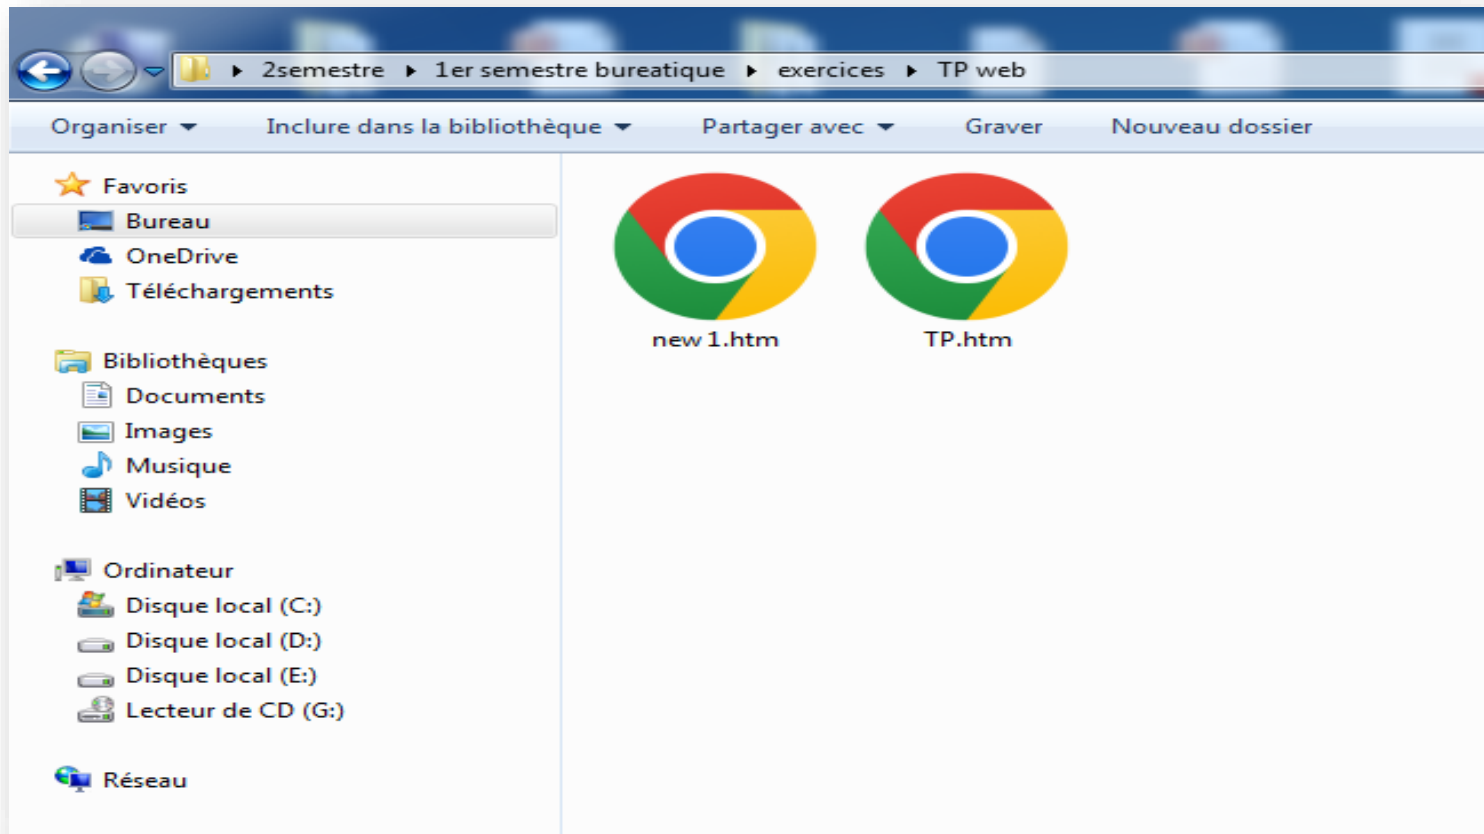 2semestre 1er semestre bureatique exercices TP web
Organiser Inclure dans la bibliothèque Partager avec Graver Nouveau dossier
Favoris
Bureau
OneDrive
Téléchargements
Bibliothèques
Documents
Images
Musique
Vidéos
Ordinateur
Disque local (C:)
Disque local (D:)
Disque local (E:)
Lecteur de CD (G:)
Réseau
new 1.htm
TP.htm